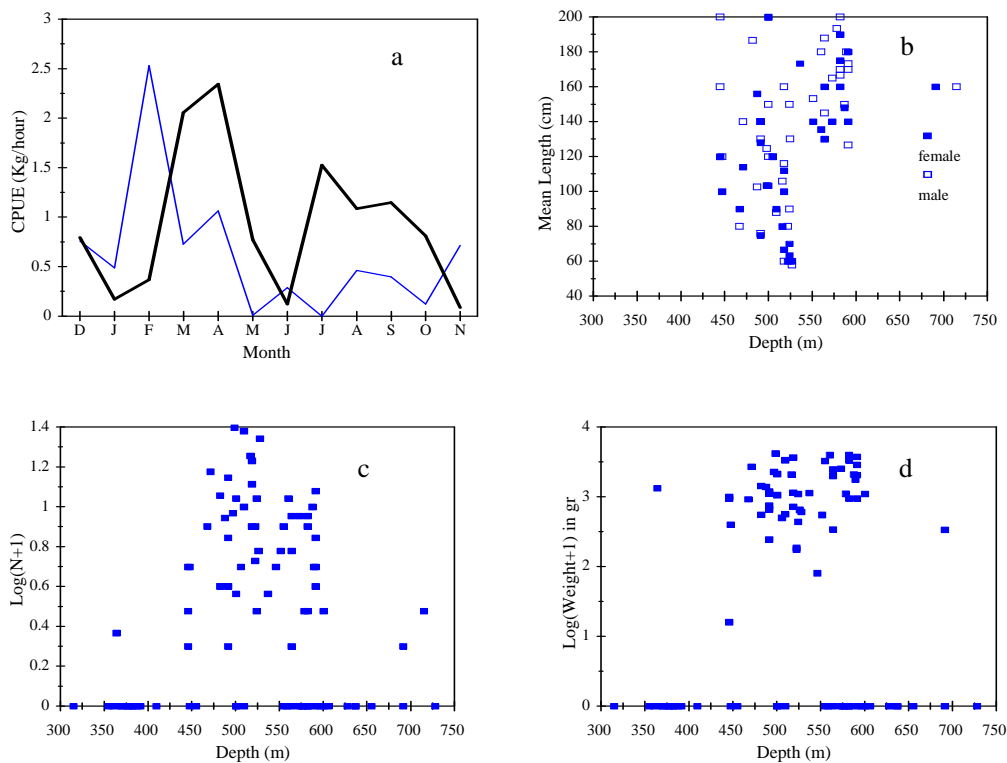 a
CPUE (Kg/hour)
3
2.5
2
1.5
1
0.5
0
D J F M A M J J A S O N
Month
b
Mean Length (cm)
200
180
160
140
120
100
80
60
40
female
male
300 350 400 450 500 550 600 650 700 750
Depth (m)
c
Log(N+1)
1.4
1.2
1
0.8
0.6
0.4
0.2
0
300 350 400 450 500 550 600 650 700 750
Depth (m)
d
Log(Weight+1) in gr
4
3
2
1
0
300 350 400 450 500 550 600 650 700 750
Depth (m)